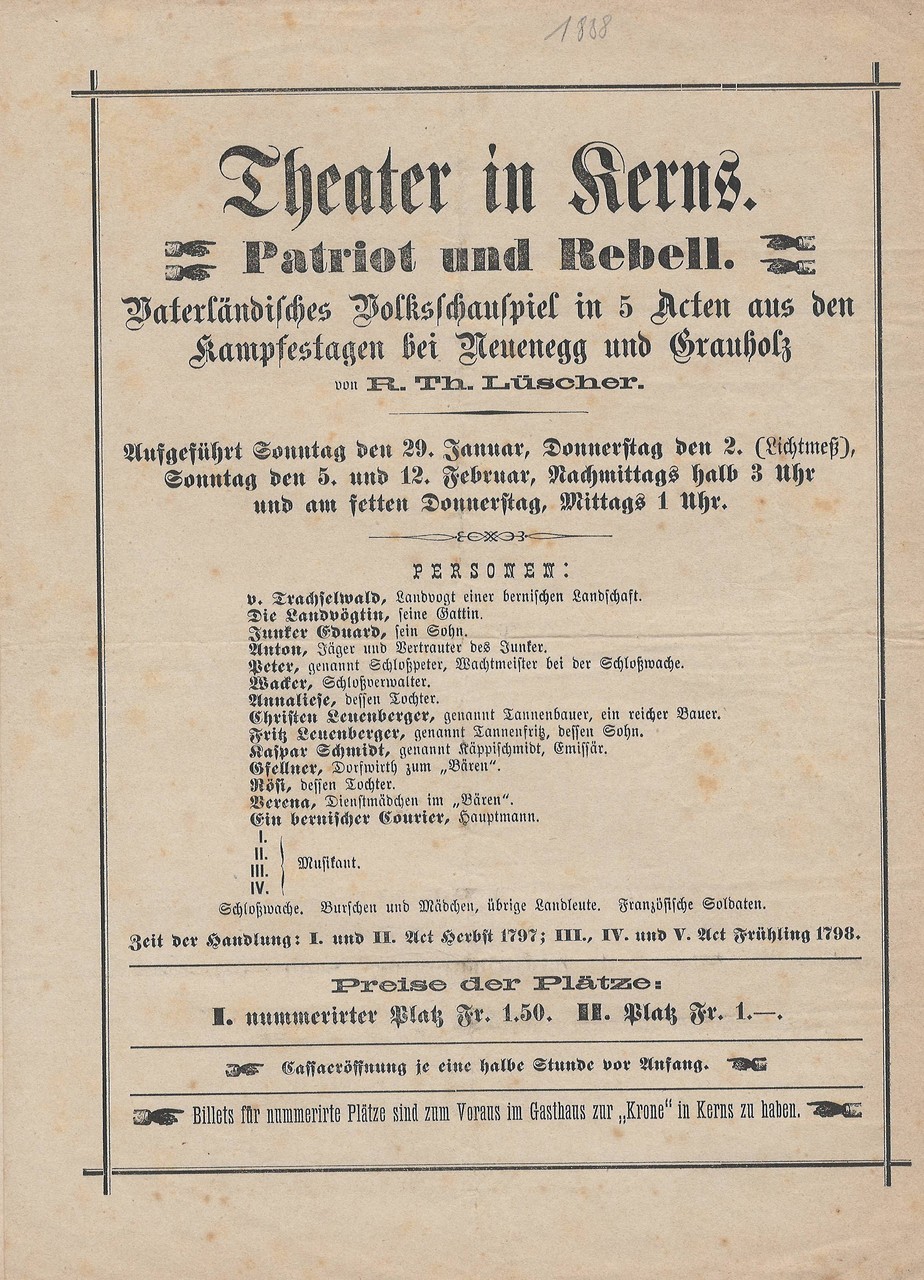 1888
Theater in Kerns.
Patriot und Rebell.
Vaterländisches Volksschauspiel in 5 Acten aus den
Kampfestagen bei Neuenegg und Grauholz
von R. Th. Lüscher.
Aufgeführt Sonntag den 29. Januar, Donnerstag den 2. (Lichtmeß),
Sonntag den 5. und 12. Februar, Nachmittags halb 3 Uhr
und am fetten Donnerstag, Mittags 1 Uhr.
PERSONEN:
v. Trachselwald, Landvogt einer bernischen Landschaft.
Die Landvögtin, seine Gattin.
Junker Eduard, sein Sohn.
Anton, Jäger und Vertrauter des Junker.
Peter, genannt Schloßpeter, Wachtmeister bei der Schloßwache.
Wacker, Schloßverwalter.
Annaliese, dessen Tochter.
Christen Leuenberger, genannt Tannenbauer, ein reicher Bauer.
Fritz Leuenberger, genannt Tannenfritz, dessen Sohn.
Kaspar Schmidt, genannt Käppischmidt, Emissär.
Gfellner, Dorfwirth zum „Bären“.
Rösi, dessen Tochter.
Verena, Dienstmädchen im „Bären“.
Ein bernischer Courier, Hauptmann.
I.
II.
III.
IV.
Musikant.
Schloßwache. Burschen und Mädchen, übrige Landleute. Französische Soldaten.
Zeit der Handlung: I. und II. Act Herbst 1797; III., IV. und V. Act Frühling 1798.
Preise der Plätze:
I. nummerirter Platz Fr. 1.50. II. Platz Fr. 1.—.
Cassaeröffnung je eine halbe Stunde vor Anfang.
Billets für nummerirte Plätze sind zum Voraus im Gasthaus zur „Krone“ in Kerns zu haben.